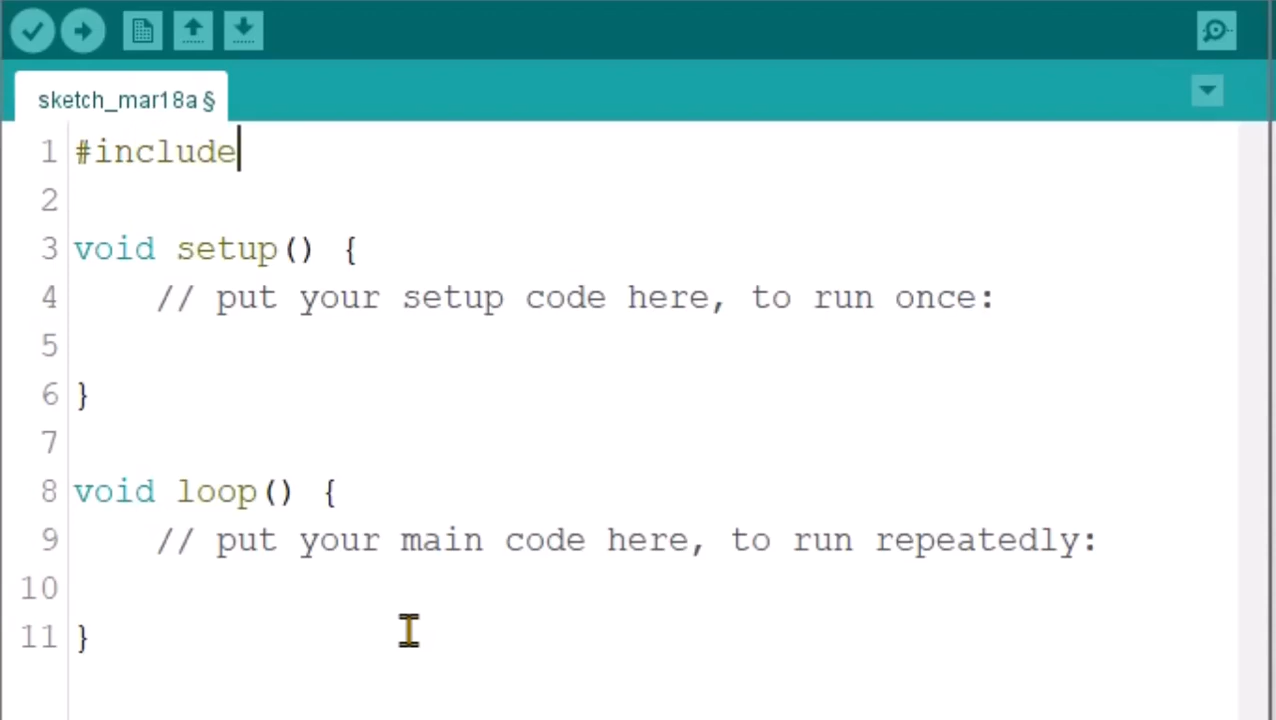 sketch_mar18a §
1 #include
2
3 void setup() {
4     // put your setup code here, to run once:
5
6 }
7
8 void loop() {
9     // put your main code here, to run repeatedly:
10
11 }